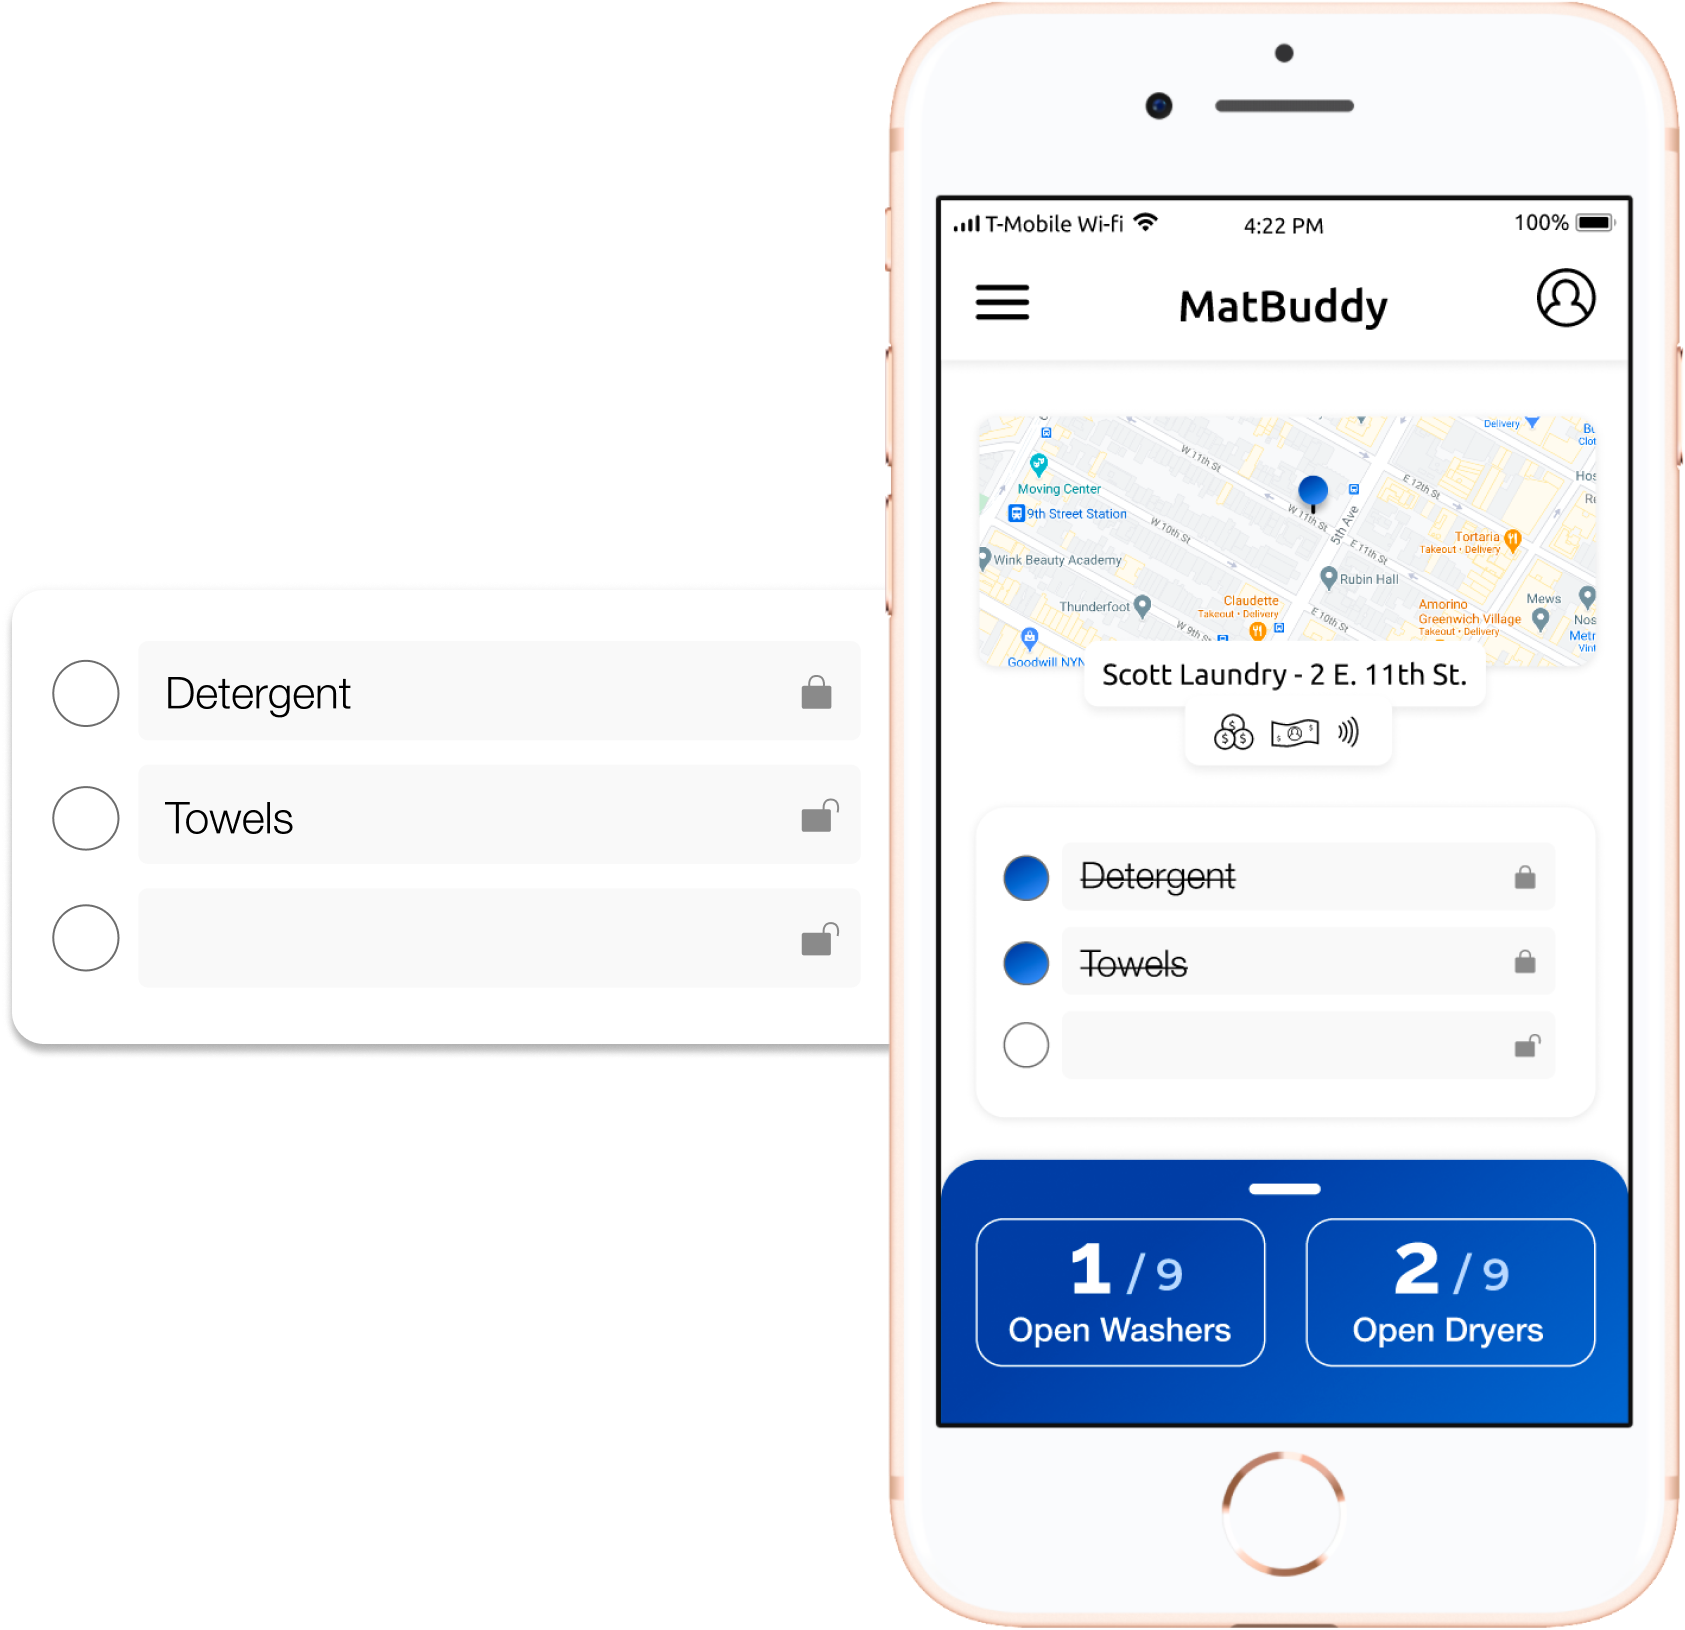 Detergent
Towels
T-Mobile Wi-fi
4:22 PM
100%
MatBuddy
Delivery
Clot
W 11th St
Moving Center
9th Street Station
E 12th St
W 10th St
W 11th St
5th Ave
E 11th St
Tortaria
Takeout • Delivery
Wink Beauty Academy
Rubin Hall
Thunderfoot
Claudette
Takeout • Delivery
E 10th St
Amorino
Greenwich Village
Takeout • Delivery
Mews
W 9th St
Goodwill NYN
Scott Laundry - 2 E. 11th St.
$ $ $
$ $
Detergent
Towels
1 / 9
Open Washers
2 / 9
Open Dryers